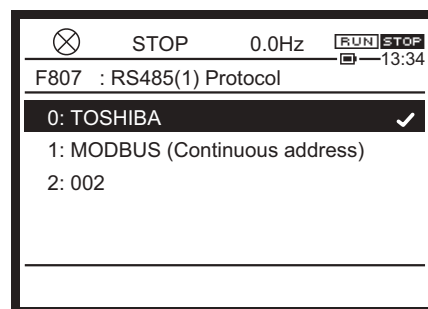 STOP 0.0Hz RUN STOP
13:34
F807 : RS485(1) Protocol
0: TOSHIBA
1: MODBUS (Continuous address)
2: 002